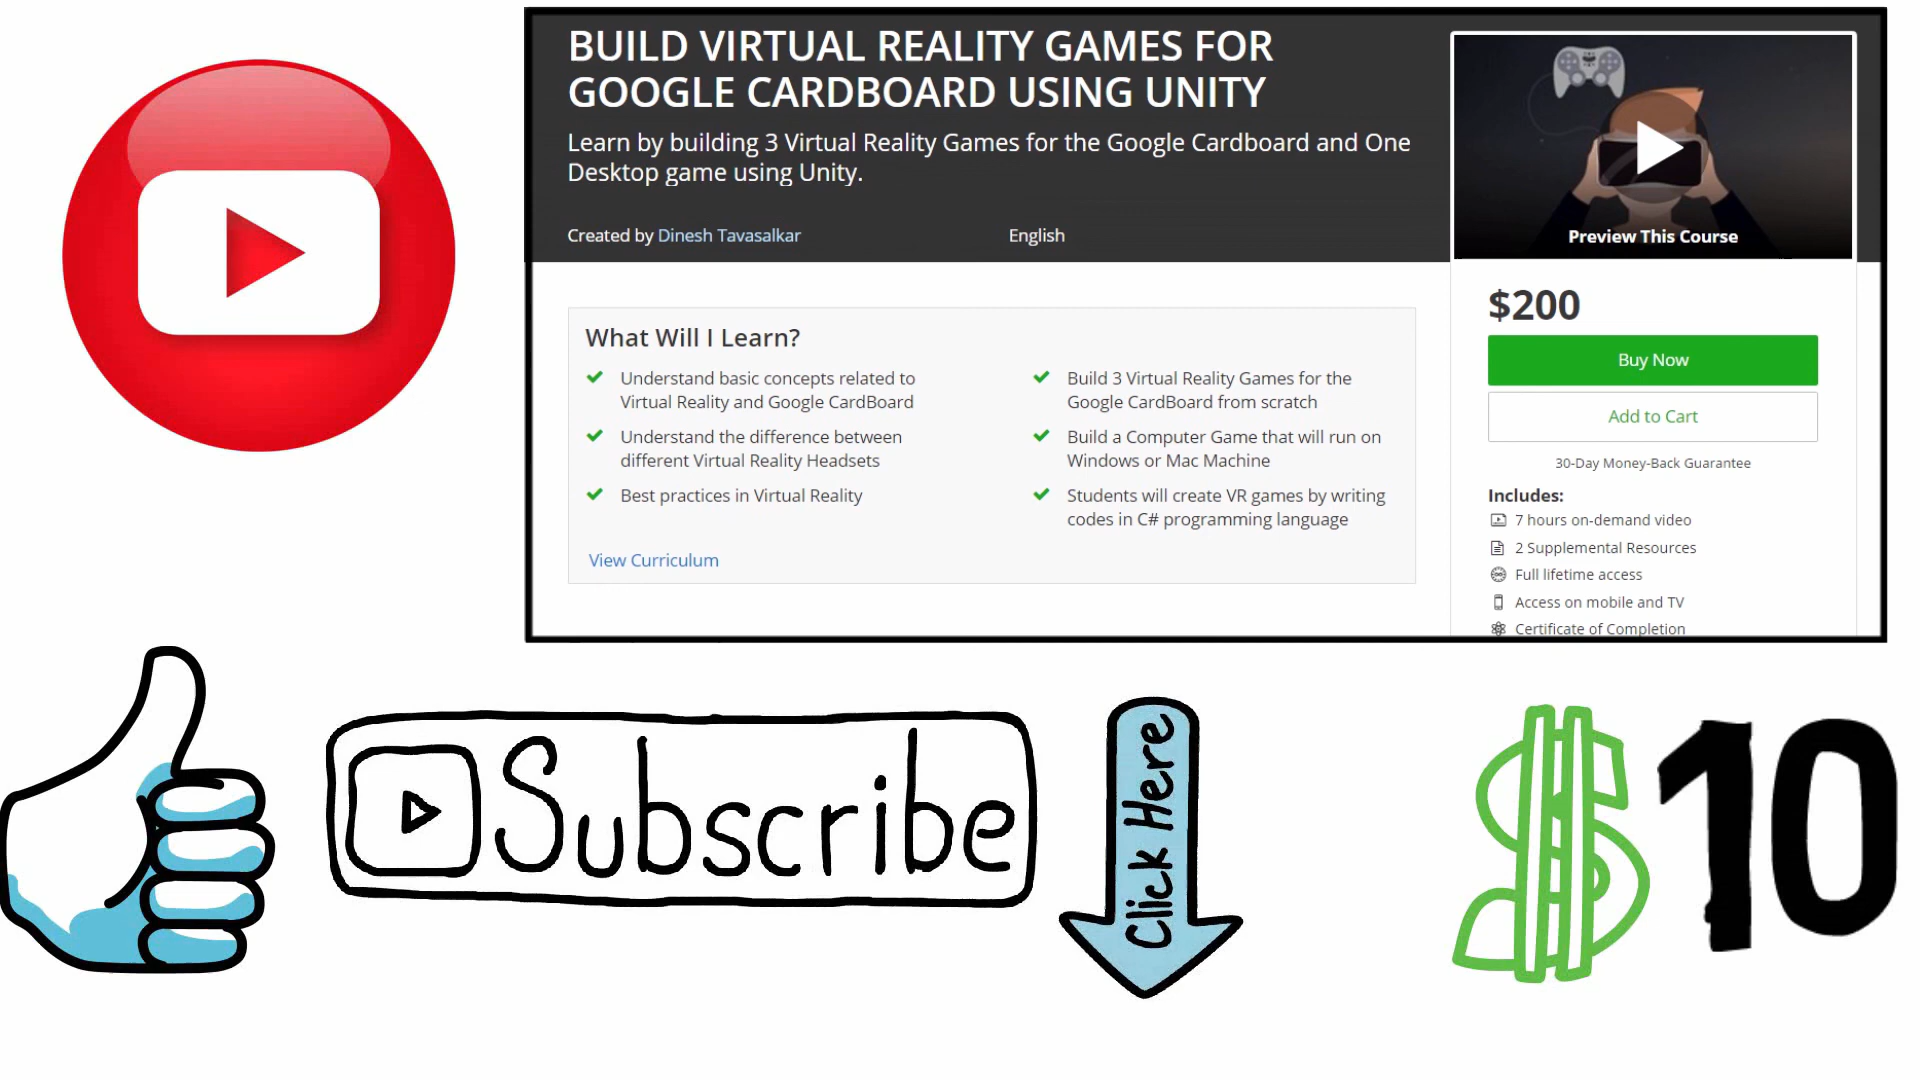 BUILD VIRTUAL REALITY GAMES FOR
GOOGLE CARDBOARD USING UNITY
Learn by building 3 Virtual Reality Games for the Google Cardboard and One
Desktop game using Unity.
Created by Dinesh Tavasalkar
English
Preview This Course
What Will I Learn?
Understand basic concepts related to
Virtual Reality and Google CardBoard
Understand the difference between
different Virtual Reality Headsets
Best practices in Virtual Reality
Build 3 Virtual Reality Games for the
Google CardBoard from scratch
Build a Computer Game that will run on
Windows or Mac Machine
Students will create VR games by writing
codes in C# programming language
View Curriculum
$200
Buy Now
Add to Cart
30-Day Money-Back Guarantee
Includes:
7 hours on-demand video
2 Supplemental Resources
Full lifetime access
Access on mobile and TV
Certificate of Completion
Subscribe
Click Here
$10